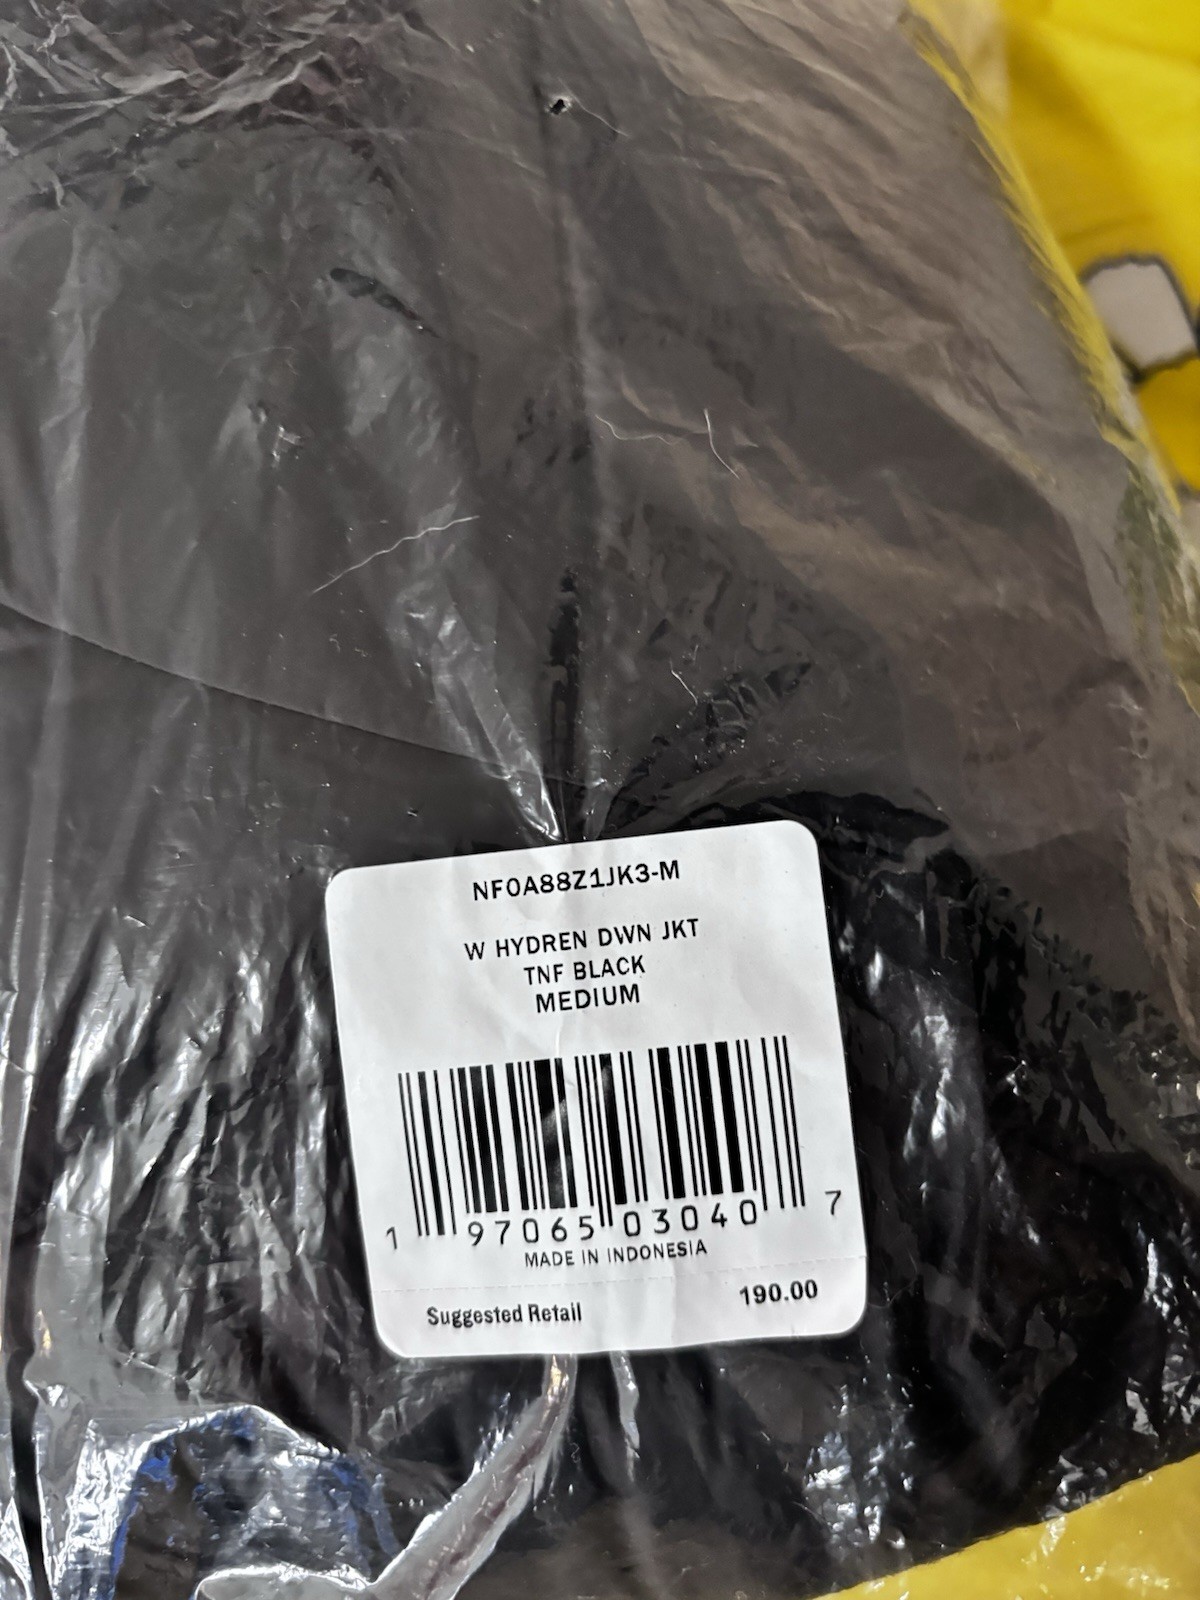 NF0A88Z1JK3-M
W HYDREN DWN JKT
TNF BLACK
MEDIUM
1 97065 03040 7
MADE IN INDONESIA
Suggested Retail 190.00